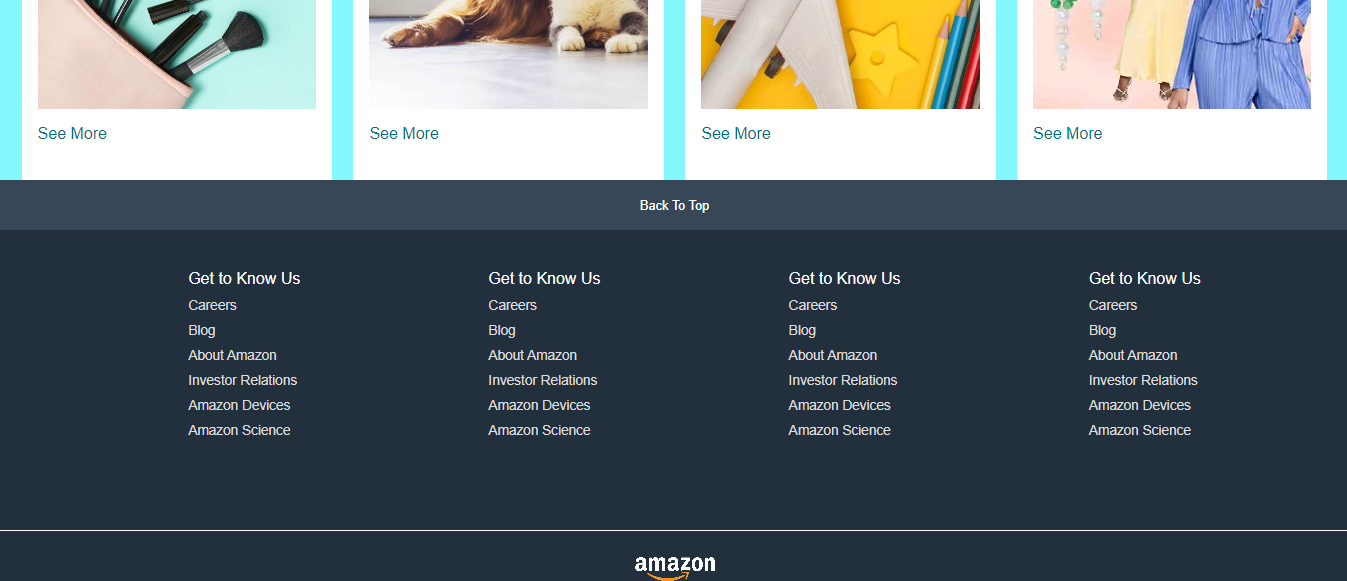 See More See More See More See More
Back To Top
Get to Know Us Get to Know Us Get to Know Us Get to Know Us
Careers Careers Careers Careers
Blog Blog Blog Blog
About Amazon About Amazon About Amazon About Amazon
Investor Relations Investor Relations Investor Relations Investor Relations
Amazon Devices Amazon Devices Amazon Devices Amazon Devices
Amazon Science Amazon Science Amazon Science Amazon Science
amazon